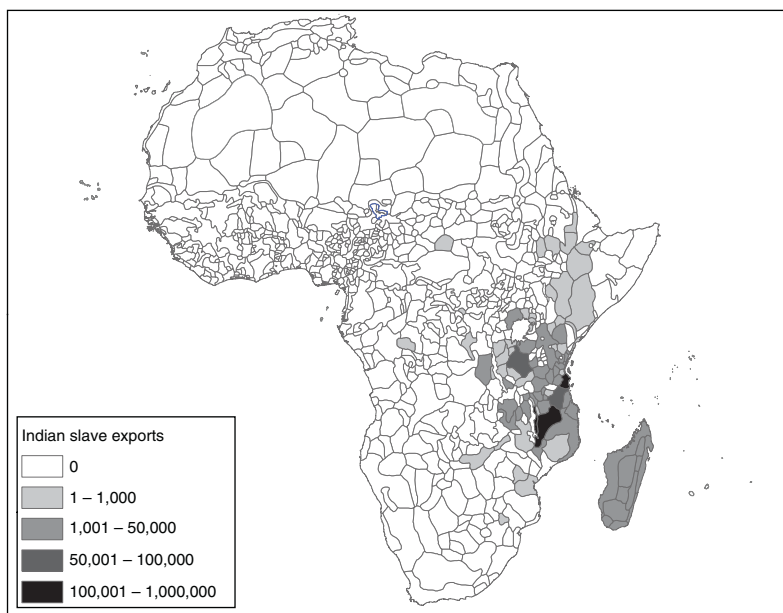 Indian slave exports
0
1 – 1,000
1,001 – 50,000
50,001 – 100,000
100,001 – 1,000,000